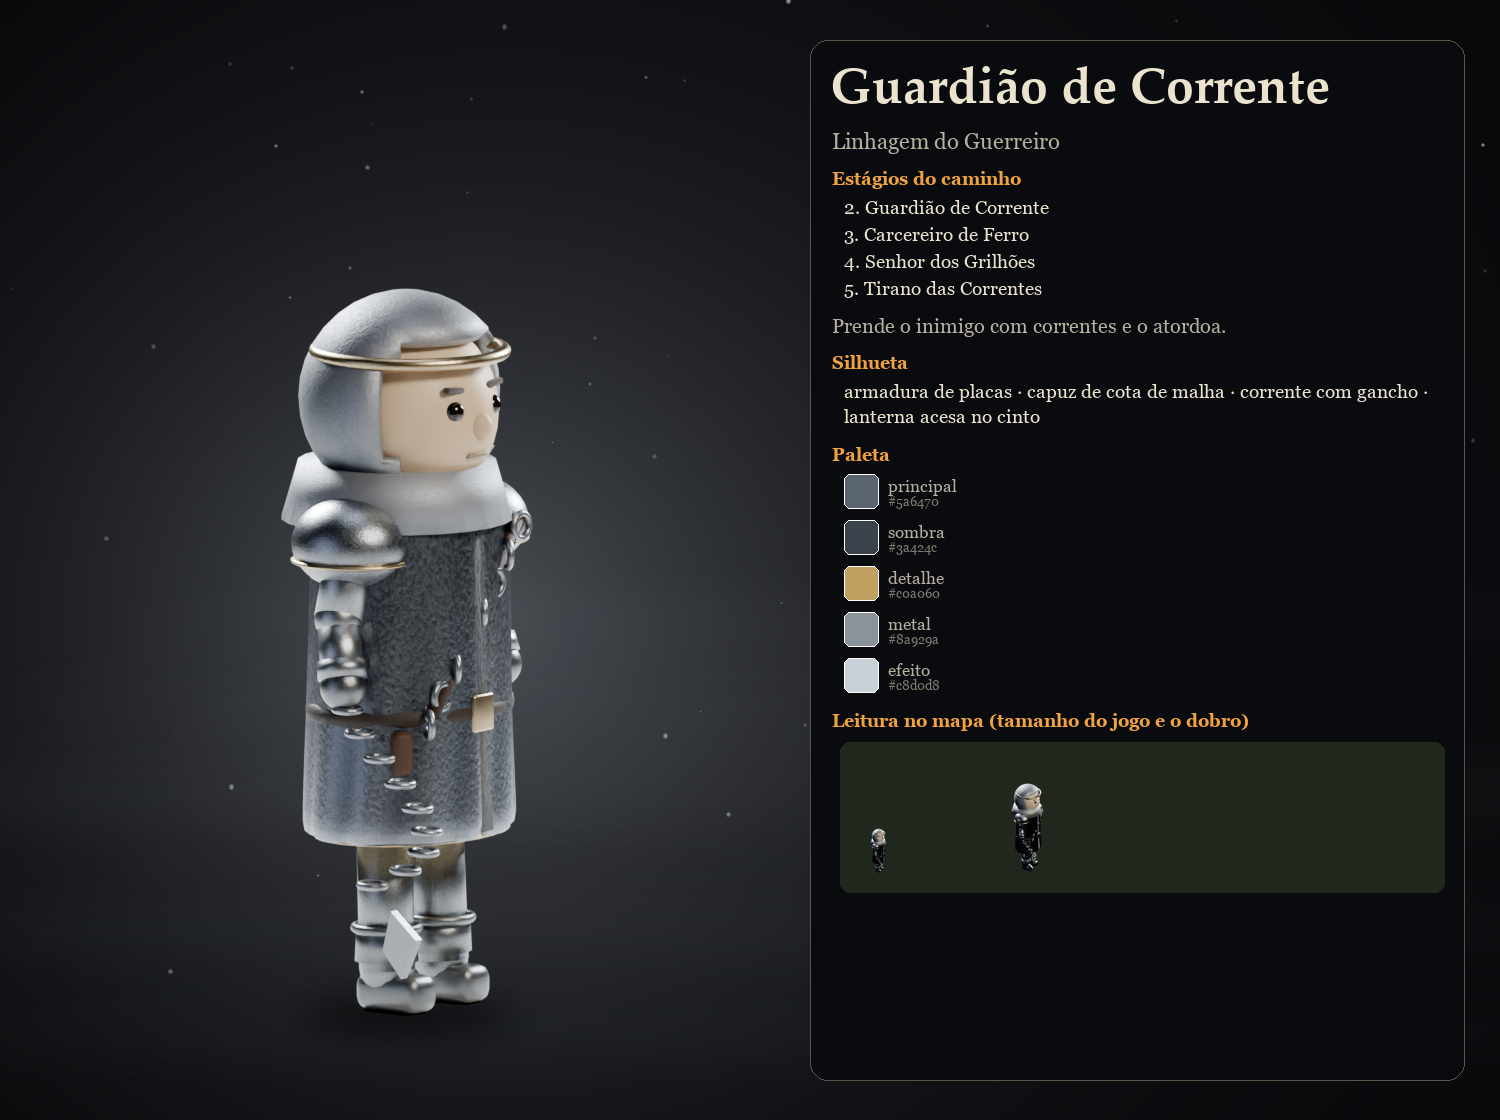 Guardião de Corrente
Linhagem do Guerreiro
Estágios do caminho
2. Guardião de Corrente
3. Carcereiro de Ferro
4. Senhor dos Grilhões
5. Tirano das Correntes
Prende o inimigo com correntes e o atordoa.
Silhueta
armadura de placas · capuz de cota de malha · corrente com gancho ·
lanterna acesa no cinto
Paleta
principal
#5a6470
sombra
#3a424c
detalhe
#c0a060
metal
#8a929a
efeito
#c8d0d8
Leitura no mapa (tamanho do jogo e o dobro)